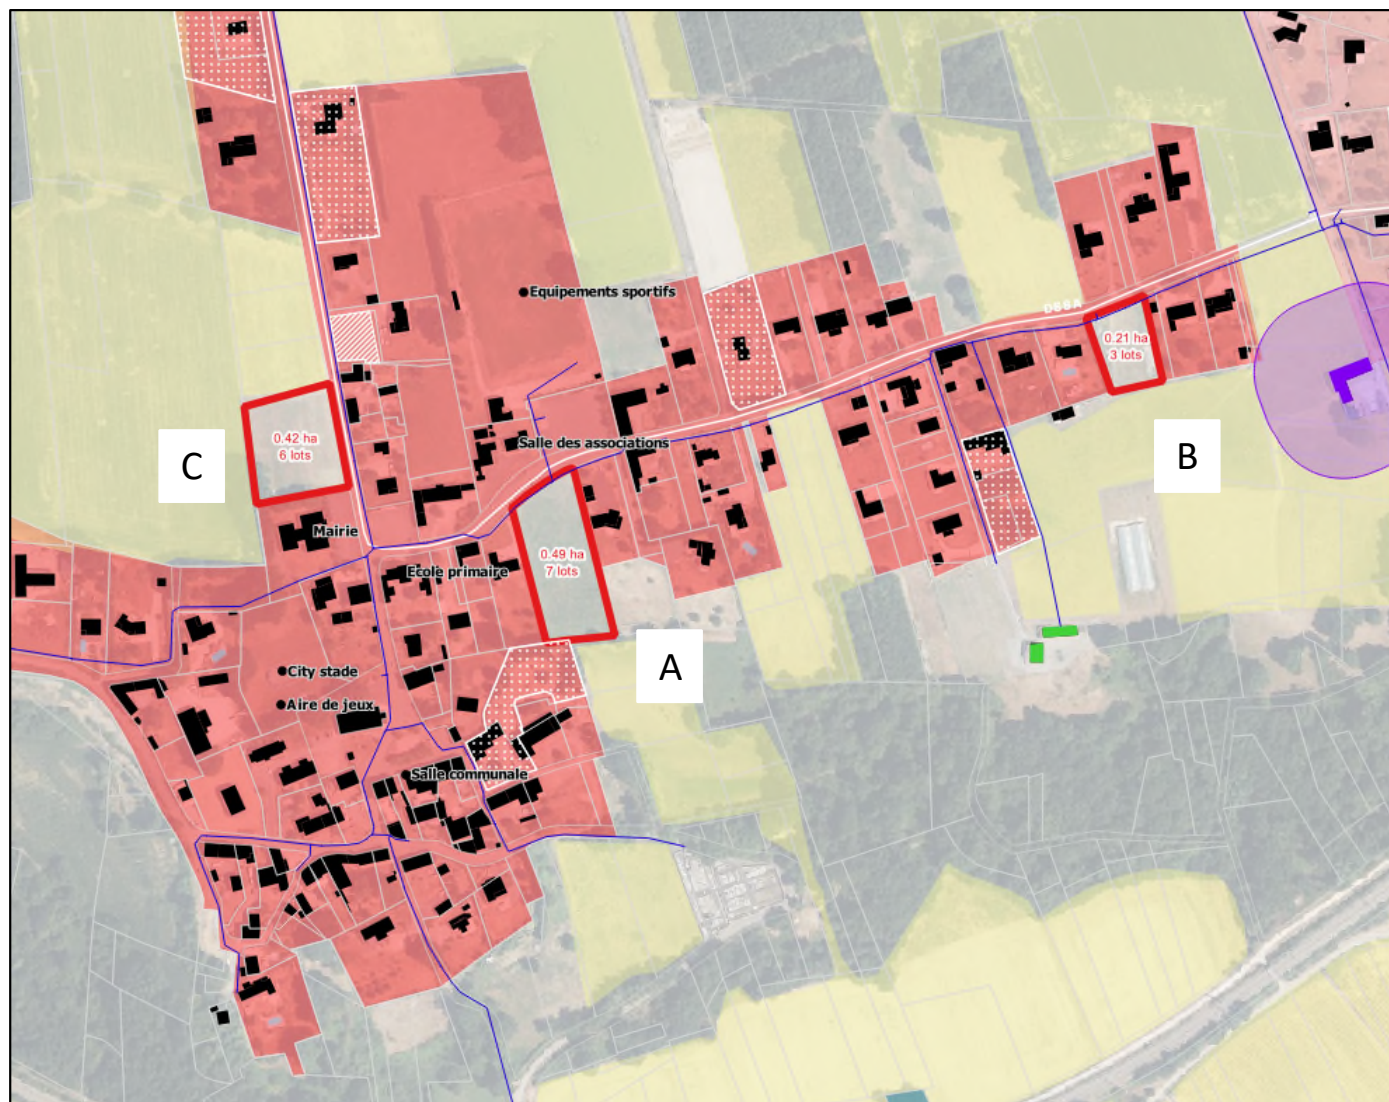 Equipements sportifs
D88A
0.21 ha
3 lots
0.42 ha
6 lots
Salle des associations
C
B
Mairie
0.49 ha
7 lots
Ecole primaire
A
City stade
Aire de jeux
Salle communale